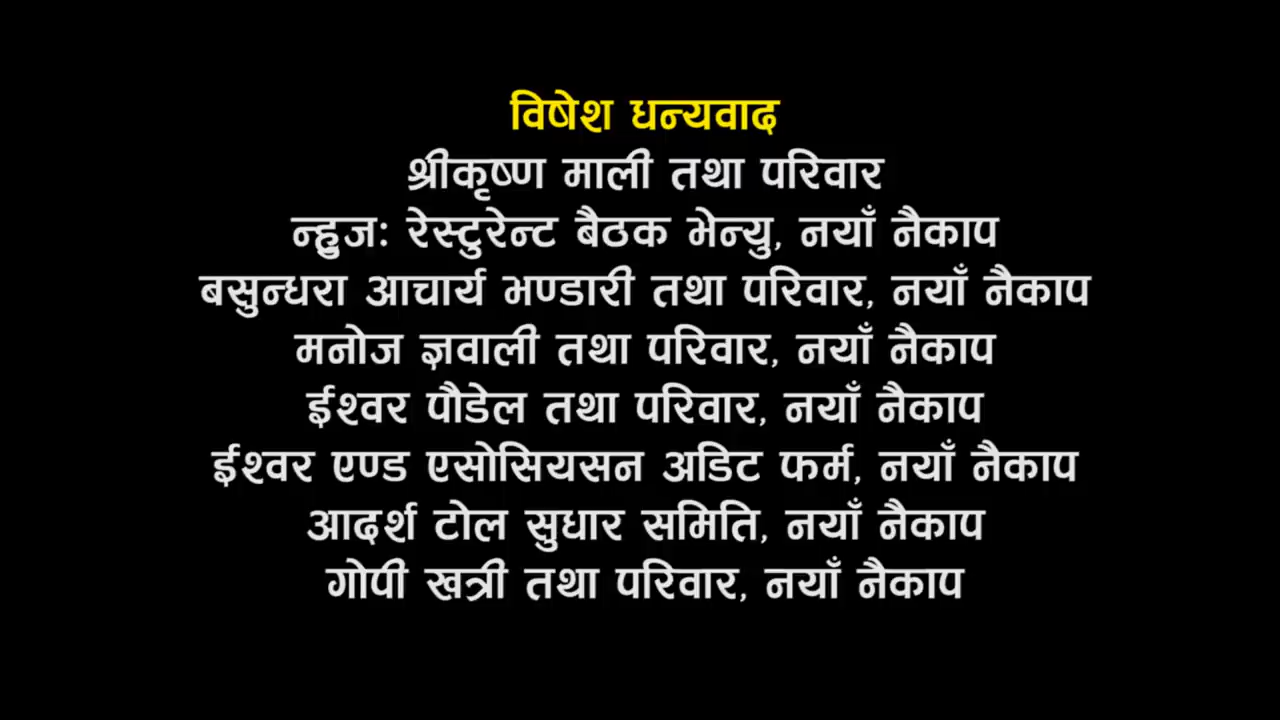 विषेश धन्यवाद
श्रीकृष्ण माली तथा परिवार
न्हुजः रेस्टुरेन्ट बैठक भेन्यु, नयाँ नैकाप
बसुन्धरा आचार्य भण्डारी तथा परिवार, नयाँ नैकाप
मनोज ज्ञवाली तथा परिवार, नयाँ नैकाप
ईश्वर पौडेल तथा परिवार, नयाँ नैकाप
ईश्वर एण्ड एसोसियसन अडिट फर्म, नयाँ नैकाप
आदर्श टोल सुधार समिति, नयाँ नैकाप
गोपी खत्री तथा परिवार, नयाँ नैकाप